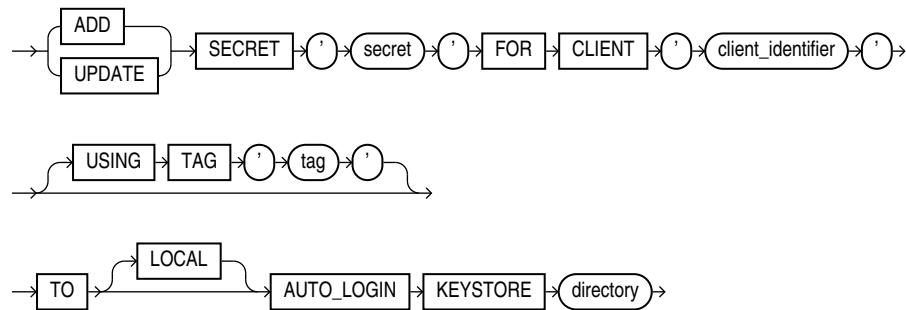 ADD
UPDATE
SECRET ' secret ' FOR CLIENT ' client_identifier '
USING TAG ' tag '
TO LOCAL AUTO_LOGIN KEYSTORE directory